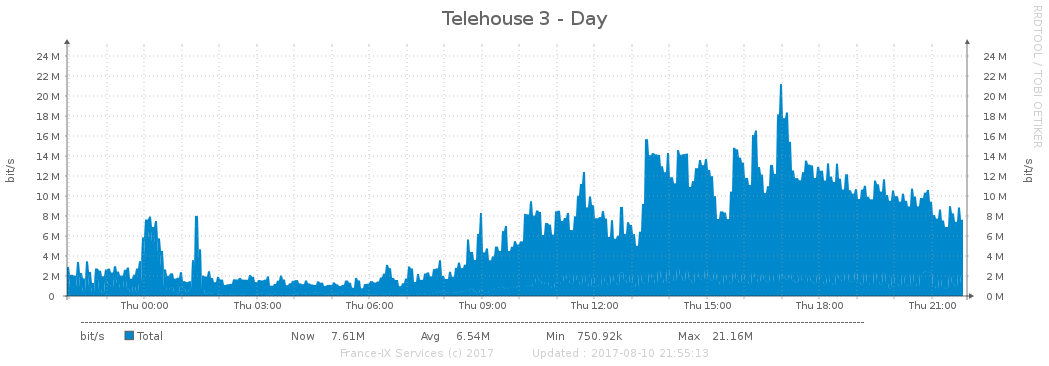 Telehouse 3 - Day
RRDTOOL / TOBI OETIKER
bit/s
24 M 24 M
22 M 22 M
20 M 20 M
18 M 18 M
16 M 16 M
14 M 14 M
12 M 12 M
10 M 10 M
8 M 8 M
6 M 6 M
4 M 4 M
2 M 2 M
0 0 M
bit/s
Thu 00:00 Thu 03:00 Thu 06:00 Thu 09:00 Thu 12:00 Thu 15:00 Thu 18:00 Thu 21:00
bit/s Total Now 7.61M Avg 6.54M Min 750.92k Max 21.16M
France-IX Services (c) 2017 Updated : 2017-08-10 21:55:13